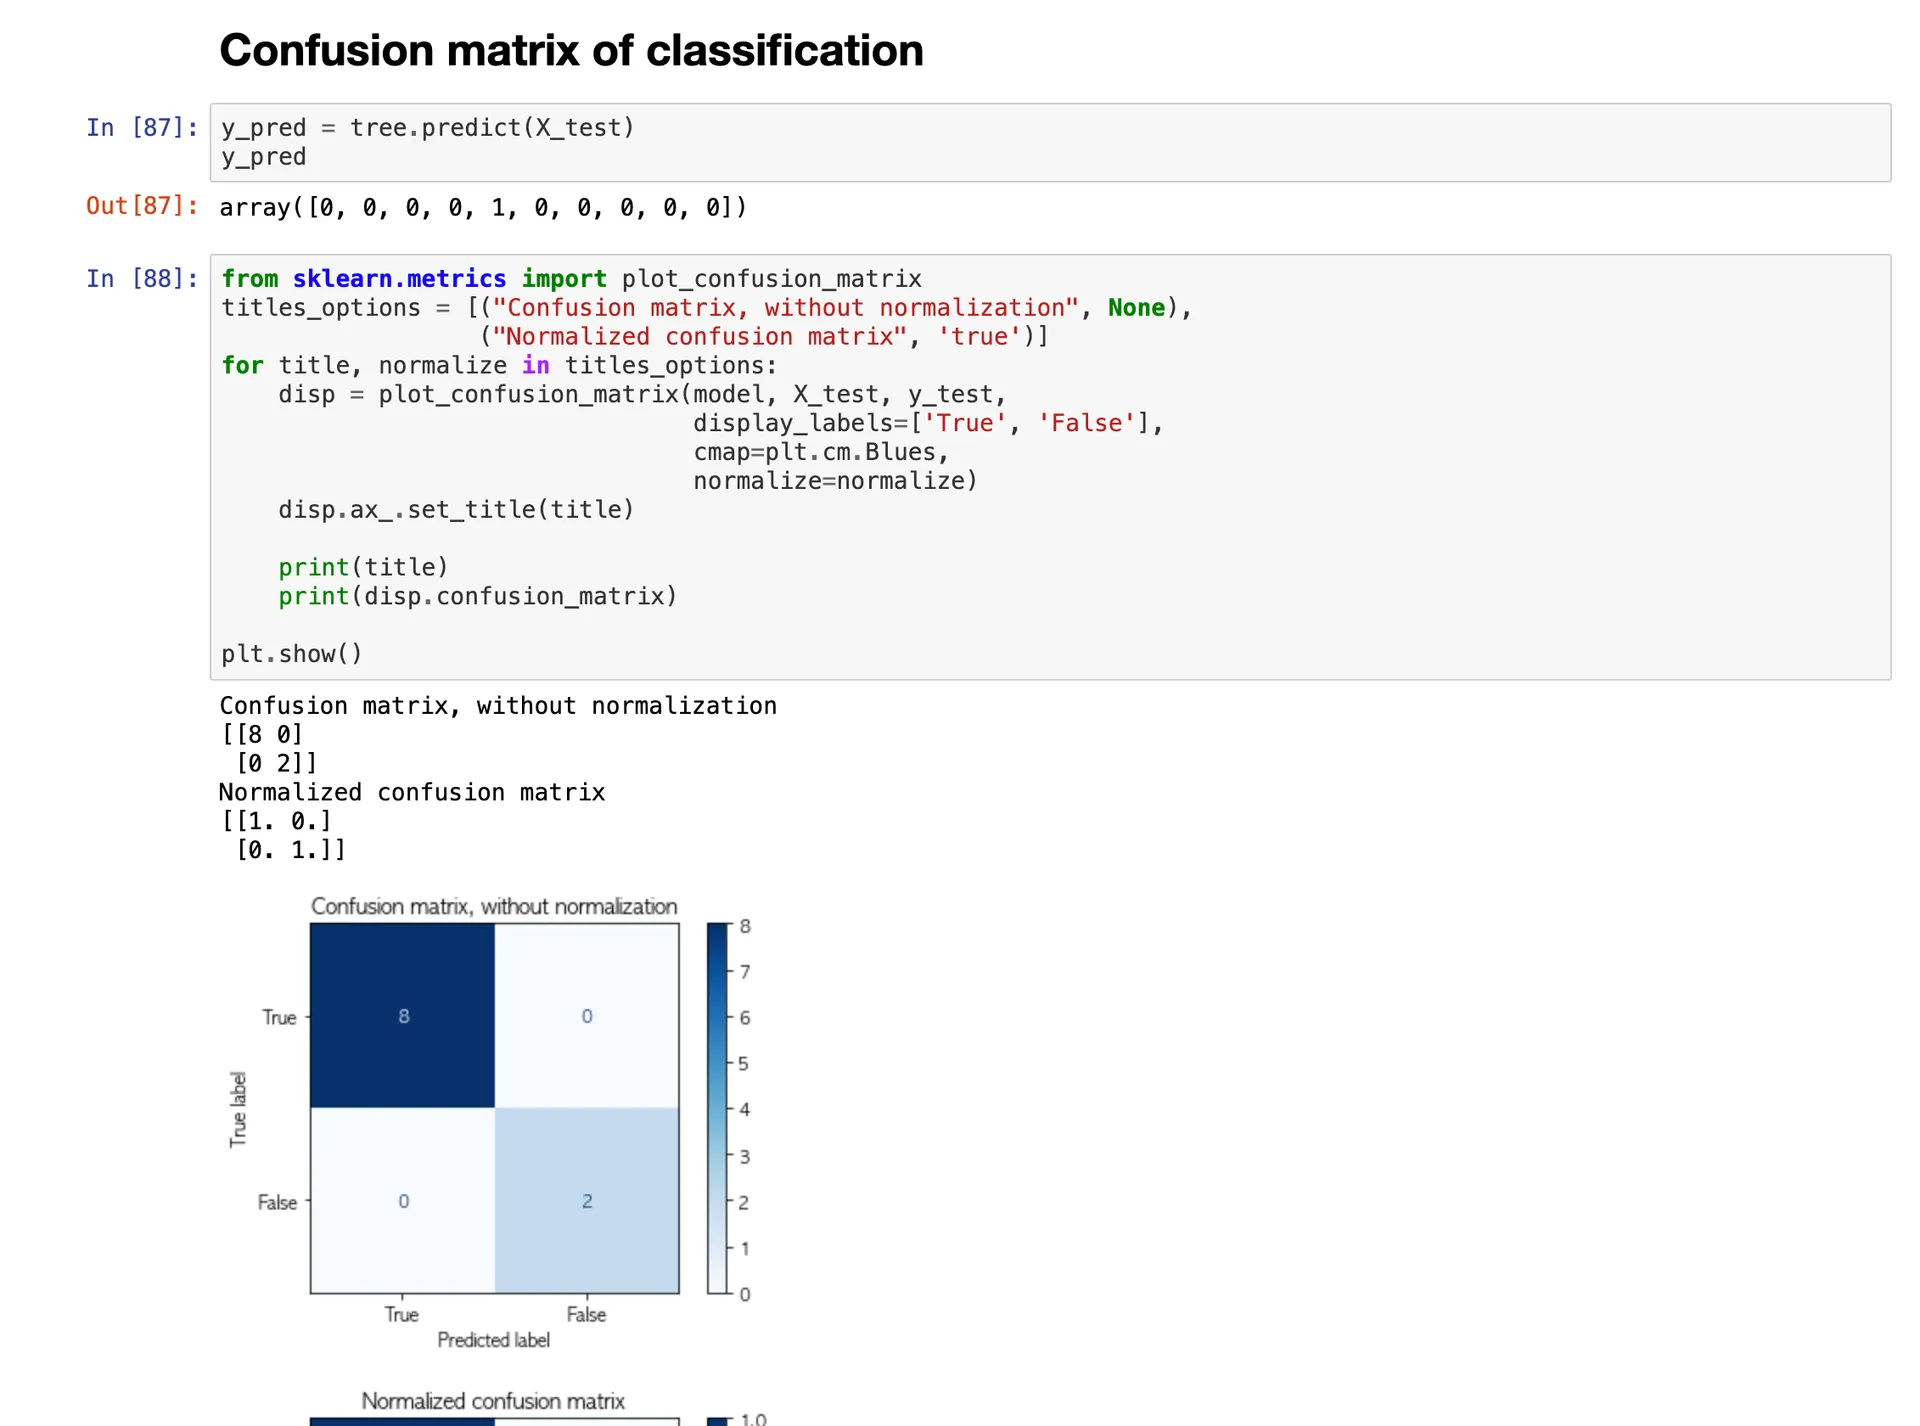 Confusion matrix of classification
In [87]: y_pred = tree.predict(X_test)
y_pred
Out[87]: array([0, 0, 0, 0, 1, 0, 0, 0, 0, 0])
In [88]: from sklearn.metrics import plot_confusion_matrix
titles_options = [("Confusion matrix, without normalization", None),
                  ("Normalized confusion matrix", 'true')]
for title, normalize in titles_options:
    disp = plot_confusion_matrix(model, X_test, y_test,
                                 display_labels=['True', 'False'],
                                 cmap=plt.cm.Blues,
                                 normalize=normalize)
    disp.ax_.set_title(title)
    print(title)
    print(disp.confusion_matrix)
plt.show()
Confusion matrix, without normalization
[[8 0]
 [0 2]]
Normalized confusion matrix
[[1. 0.]
 [0. 1.]]
Confusion matrix, without normalization
True
False
True label
8 0
0 2
True False
Predicted label
8
7
6
5
4
3
2
1
0
Normalized confusion matrix
1.0